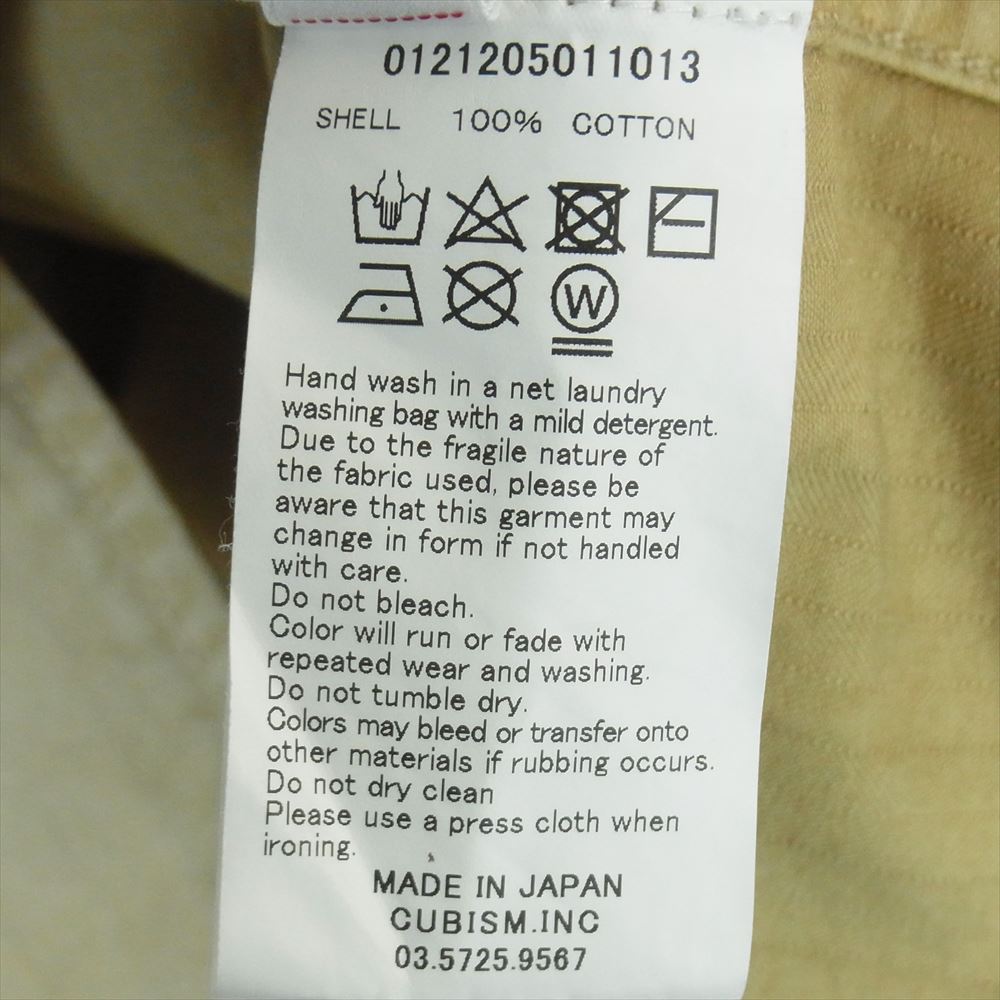 0121205011013
SHELL 100% COTTON
W
Hand wash in a net laundry
washing bag with a mild detergent.
Due to the fragile nature of
the fabric used, please be
aware that this garment may
change in form if not handled
with care.
Do not bleach.
Color will run or fade with
repeated wear and washing.
Do not tumble dry.
Colors may bleed or transfer onto
other materials if rubbing occurs.
Do not dry clean
Please use a press cloth when
ironing.
MADE IN JAPAN
CUBISM.INC
03.5725.9567